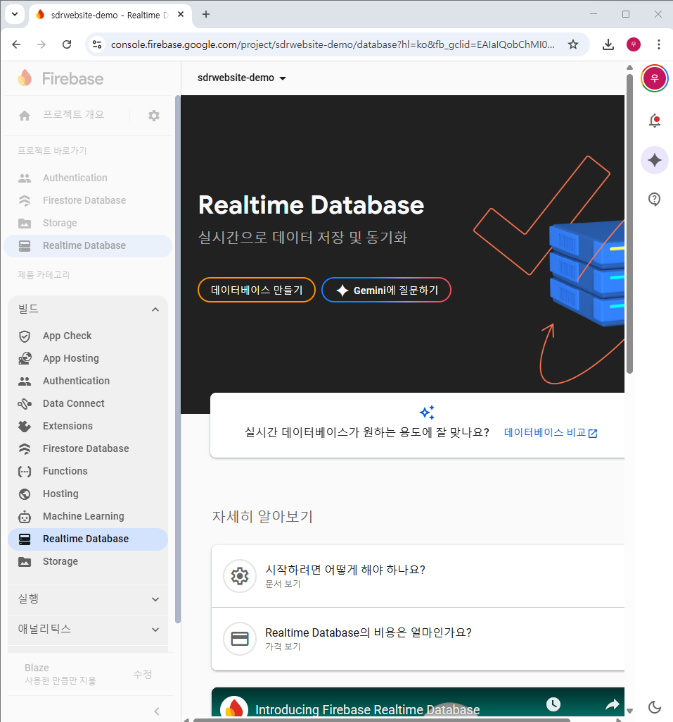 sdrwebsite-demo - Realtime D
console.firebase.google.com/project/sdrwebsite-demo/database?hl=ko&fb_gclid=EAIaIQobChMI0...
우
Firebase
sdrwebsite-demo
우
프로젝트 개요
프로젝트 바로가기
Authentication
Firestore Database
Storage
Realtime Database
제품 카테고리
빌드
App Check
App Hosting
Authentication
Data Connect
Extensions
Firestore Database
Functions
Hosting
Machine Learning
Realtime Database
Storage
실행
애널리틱스
Blaze
사용한 만큼만 지불
수정
Realtime Database
실시간으로 데이터 저장 및 동기화
데이터베이스 만들기
Gemini에 질문하기
실시간 데이터베이스가 원하는 용도에 잘 맞나요?
데이터베이스 비교
자세히 알아보기
시작하려면 어떻게 해야 하나요?
문서 보기
Realtime Database의 비용은 얼마인가요?
가격 보기
Introducing Firebase Realtime Database